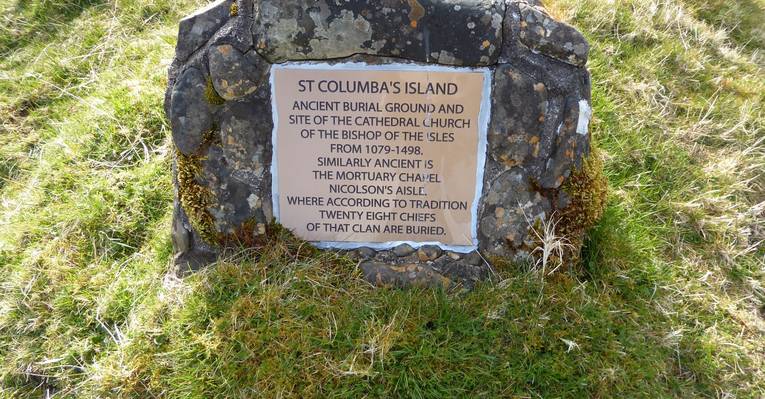 ST COLUMBA'S ISLAND
ANCIENT BURIAL GROUND AND
SITE OF THE CATHEDRAL CHURCH
OF THE BISHOP OF THE ISLES
FROM 1079-1498.
SIMILARLY ANCIENT IS
THE MORTUARY CHAPEL
NICOLSON'S AISLE.
WHERE ACCORDING TO TRADITION
TWENTY EIGHT CHIEFS
OF THAT CLAN ARE BURIED.